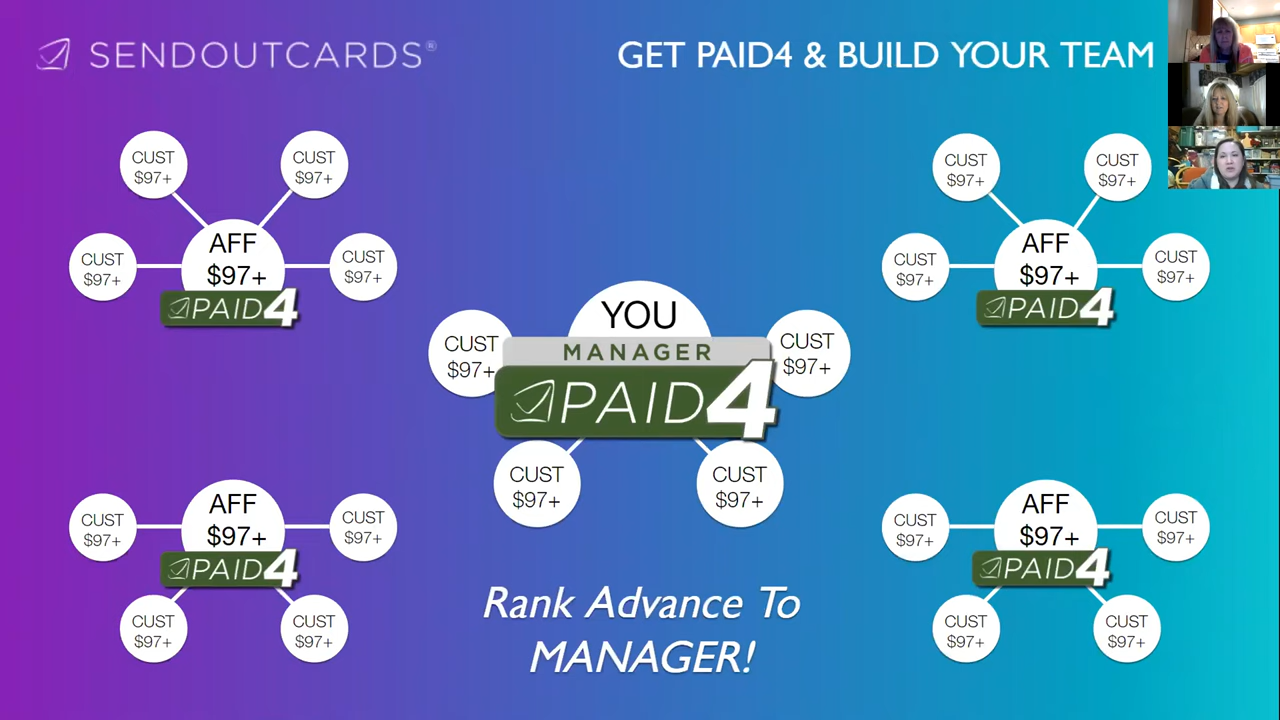 SENDOUTCARDS®
GET PAID4 & BUILD YOUR TEAM
CUST
$97+
CUST
$97+
CUST
$97+
AFF
$97+
CUST
$97+
PAID4
CUST
$97+
CUST
$97+
CUST
$97+
AFF
$97+
CUST
$97+
PAID4
YOU
MANAGER
PAID4
CUST
$97+
CUST
$97+
CUST
$97+
CUST
$97+
CUST
$97+
AFF
$97+
CUST
$97+
PAID4
CUST
$97+
CUST
$97+
CUST
$97+
AFF
$97+
CUST
$97+
PAID4
CUST
$97+
CUST
$97+
Rank Advance To
MANAGER!